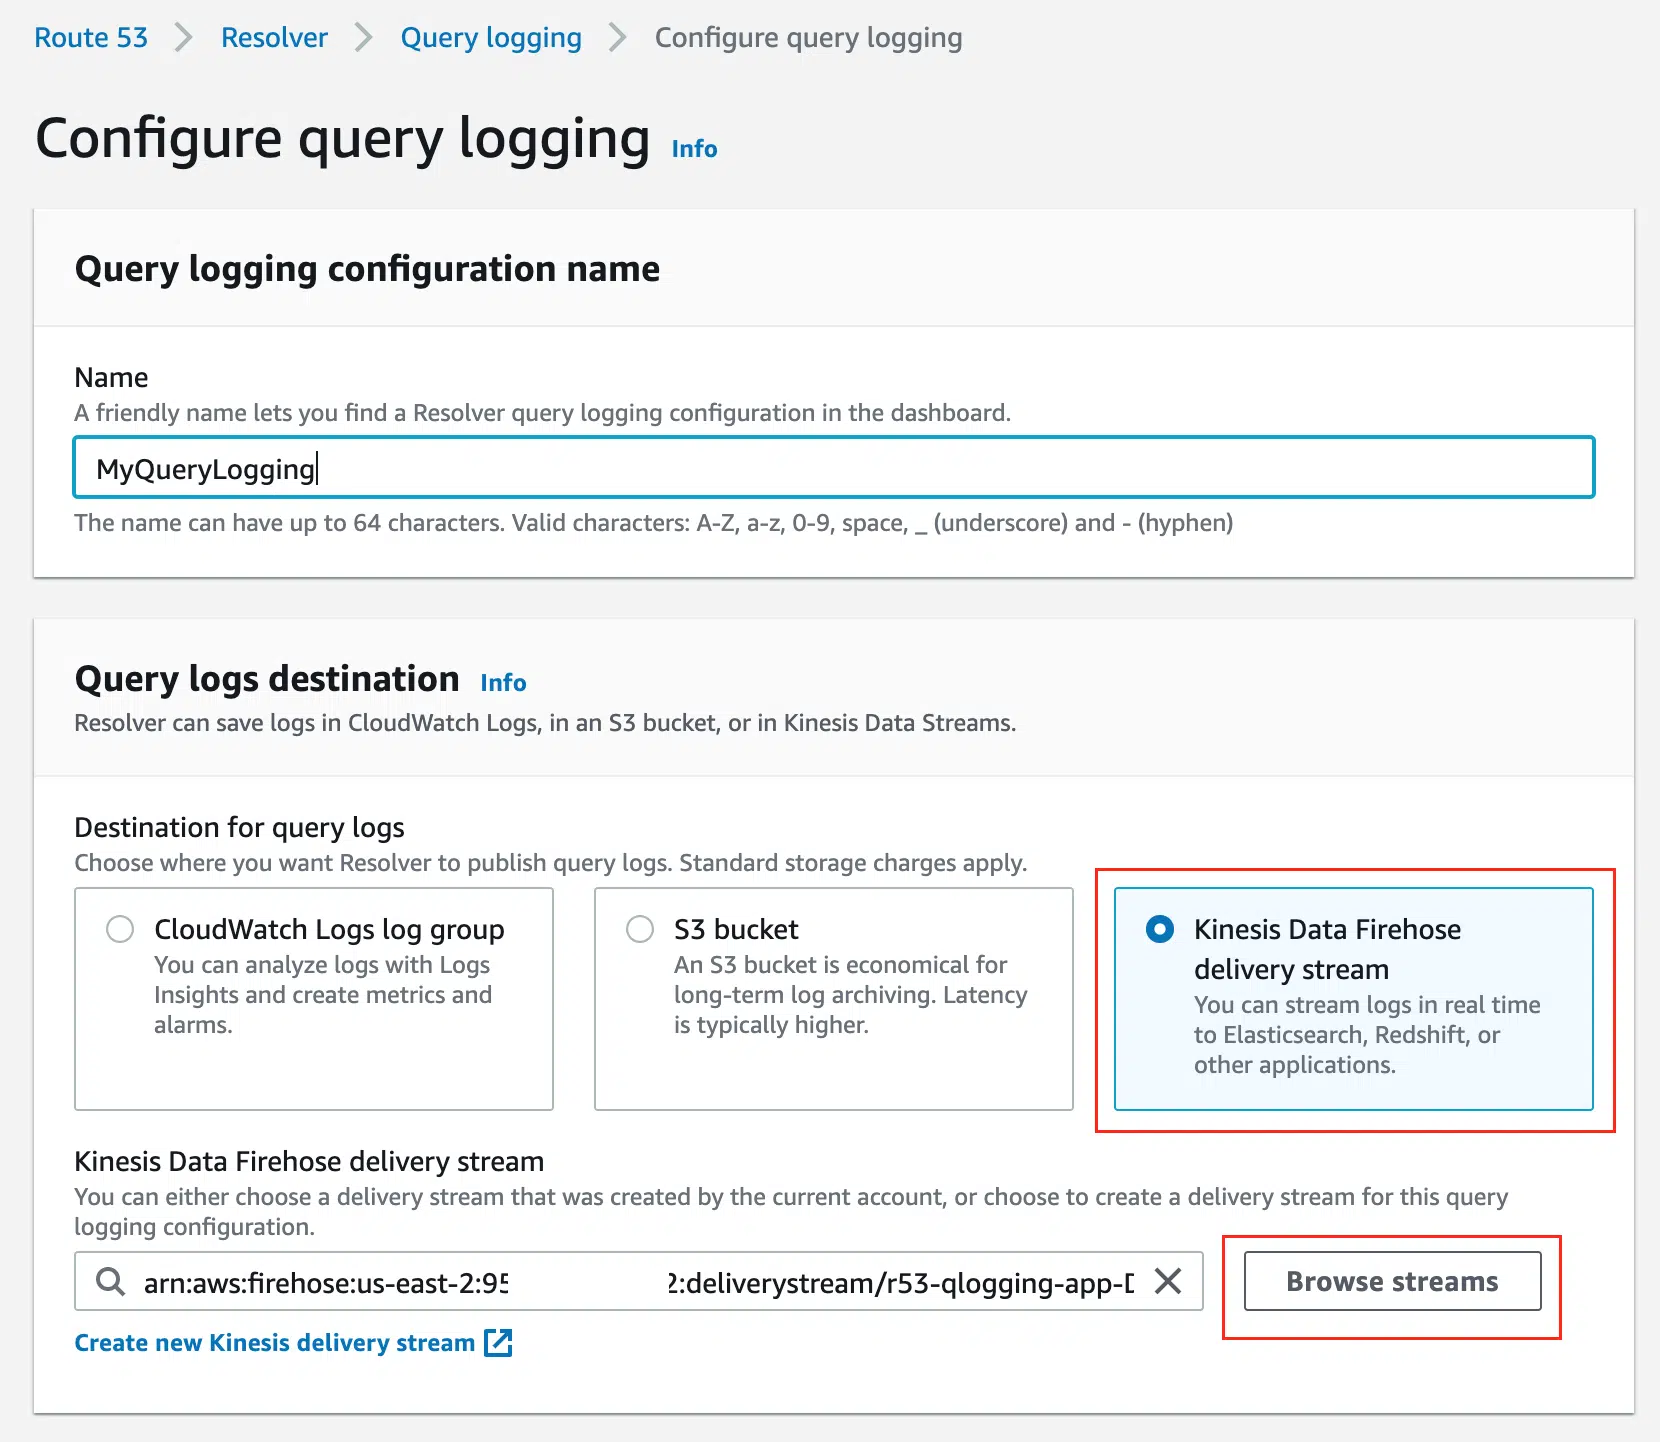 Route 53 Resolver Query logging Configure query logging
Configure query logging Info
Query logging configuration name
Name
A friendly name lets you find a Resolver query logging configuration in the dashboard.
MyQueryLogging
The name can have up to 64 characters. Valid characters: A-Z, a-z, 0-9, space, _ (underscore) and - (hyphen)
Query logs destination Info
Resolver can save logs in CloudWatch Logs, in an S3 bucket, or in Kinesis Data Streams.
Destination for query logs
Choose where you want Resolver to publish query logs. Standard storage charges apply.
CloudWatch Logs log group
You can analyze logs with Logs
Insights and create metrics and
alarms.
S3 bucket
An S3 bucket is economical for
long-term log archiving. Latency
is typically higher.
Kinesis Data Firehose
delivery stream
You can stream logs in real time
to Elasticsearch, Redshift, or
other applications.
Kinesis Data Firehose delivery stream
You can either choose a delivery stream that was created by the current account, or choose to create a delivery stream for this query
logging configuration.
arn:aws:firehose:us-east-2:95 2:deliverystream/r53-qlogging-app-D
Browse streams
Create new Kinesis delivery stream